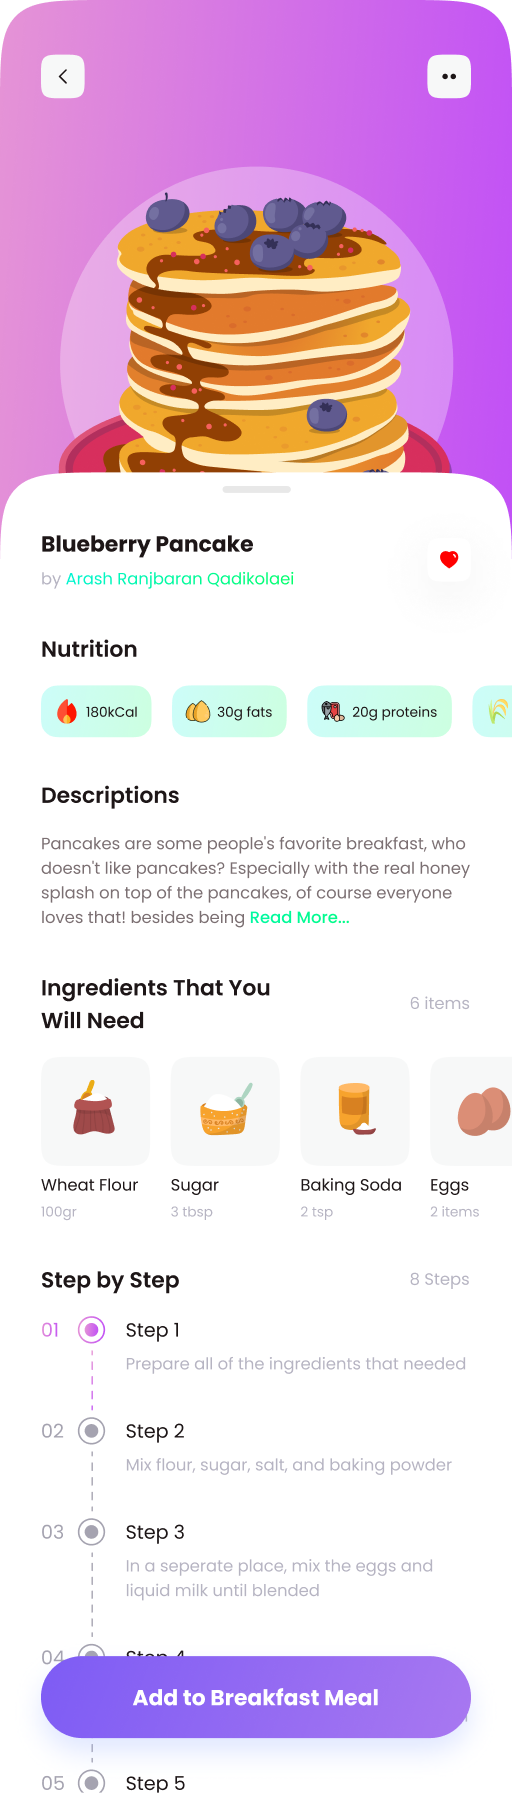 Blueberry Pancake
by Arash Ranjbaran Qadikolaei
Nutrition
180kCal
30g fats
20g proteins
Descriptions
Pancakes are some people's favorite breakfast, who
doesn't like pancakes? Especially with the real honey
splash on top of the pancakes, of course everyone
loves that! besides being Read More...
Ingredients That You
Will Need
6 items
Wheat Flour
100gr
Sugar
3 tbsp
Baking Soda
2 tsp
Eggs
2 items
Step by Step
8 Steps
01 Step 1
Prepare all of the ingredients that needed
02 Step 2
Mix flour, sugar, salt, and baking powder
03 Step 3
In a seperate place, mix the eggs and
liquid milk until blended
04 Step 4
Add to Breakfast Meal
05 Step 5